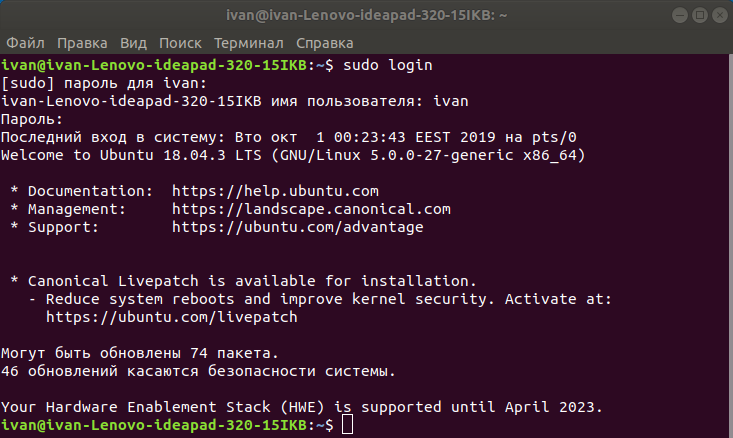 ivan@ivan-Lenovo-ideapad-320-15IKB: ~
Файл Правка Вид Поиск Терминал Справка
ivan@ivan-Lenovo-ideapad-320-15IKB:~$ sudo login
[sudo] пароль для ivan:
ivan-Lenovo-ideapad-320-15IKB имя пользователя: ivan
Пароль:
Последний вход в систему: Вто окт  1 00:23:43 EEST 2019 на pts/0
Welcome to Ubuntu 18.04.3 LTS (GNU/Linux 5.0.0-27-generic x86_64)
* Documentation:  https://help.ubuntu.com
* Management:     https://landscape.canonical.com
* Support:        https://ubuntu.com/advantage
* Canonical Livepatch is available for installation.
- Reduce system reboots and improve kernel security. Activate at:
https://ubuntu.com/livepatch
Могут быть обновлены 74 пакета.
46 обновлений касаются безопасности системы.
Your Hardware Enablement Stack (HWE) is supported until April 2023.
ivan@ivan-Lenovo-ideapad-320-15IKB:~$